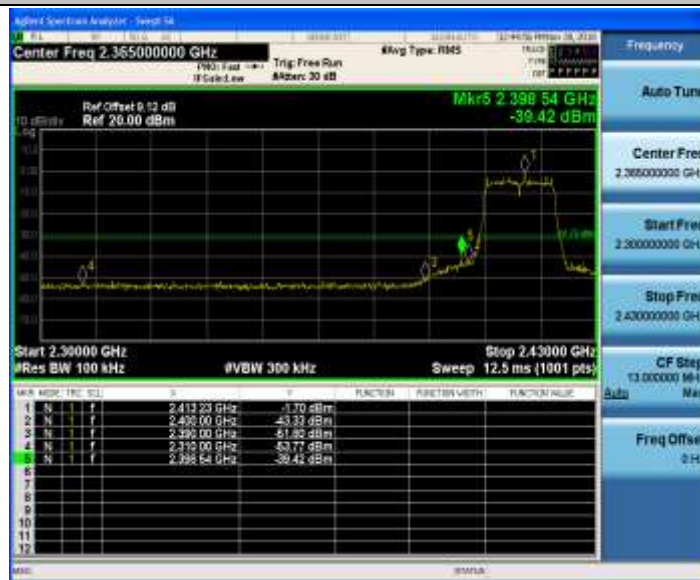 Agilent Spectrum Analyzer - Swept SA
Center Freq 2.365000000 GHz
PNO: Fast
IFGain:Low
Trig: Free Run
#Atten: 30 dB
#Avg Type: RMS
Frequency
Auto Tune
Ref Offset 9.12 dB
Ref 20.00 dBm
Mkr5 2.398 54 GHz
-39.42 dBm
10 dB/div
Log
Center Freq
2.365000000 GHz
Start Freq
2.300000000 GHz
Stop Freq
2.430000000 GHz
CF Step
13.000000 MHz
Auto Man
Freq Offset
0 Hz
Start 2.30000 GHz
Stop 2.43000 GHz
#Res BW 100 kHz
#VBW 300 kHz
Sweep 12.5 ms (1001 pts)
MKR MODE TRC SCL X Y FUNCTION FUNCTION WIDTH FUNCTION VALUE
1 N 1 f 2.413 23 GHz -1.70 dBm
2 N 1 f 2.400 00 GHz -43.33 dBm
3 N 1 f 2.390 00 GHz -51.80 dBm
4 N 1 f 2.310 00 GHz -53.77 dBm
5 N 1 f 2.398 54 GHz -39.42 dBm
6
7
8
9
10
11
12
MSG
STATUS